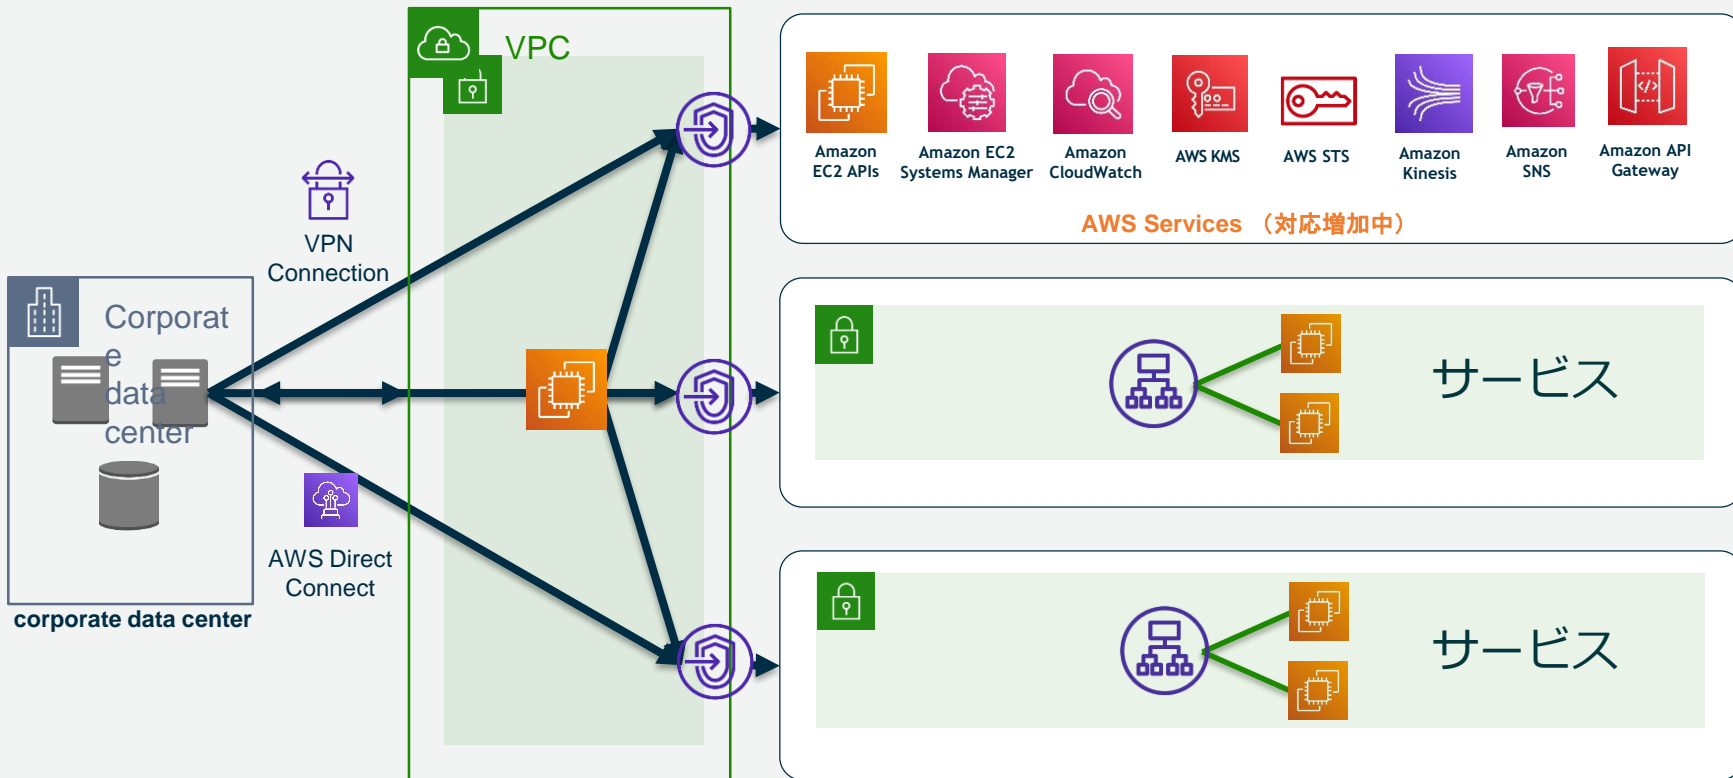 VPC
Amazon
EC2 APIs
Amazon EC2
Systems Manager
Amazon
CloudWatch
AWS KMS
AWS STS
Amazon
Kinesis
Amazon
SNS
Amazon API
Gateway
AWS Services （対応増加中）
VPN
Connection
Corporat
e
data
center
corporate data center
AWS Direct
Connect
サービス
サービス